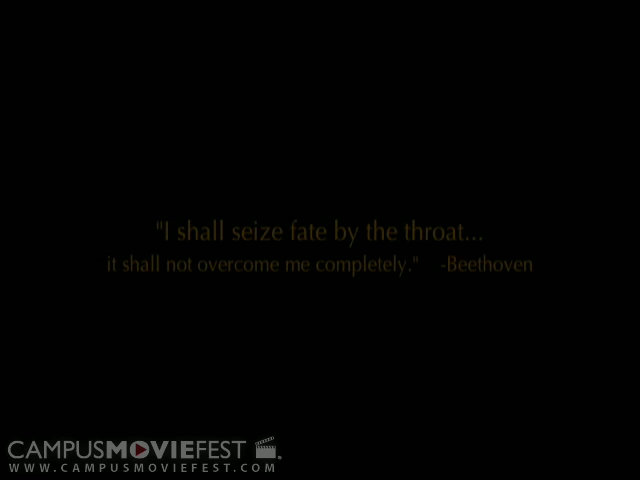 "I shall seize fate by the throat...
it shall not overcome me completely." -Beethoven
CAMPUSMOVIEFEST
WWW.CAMPUSMOVIEFEST.COM